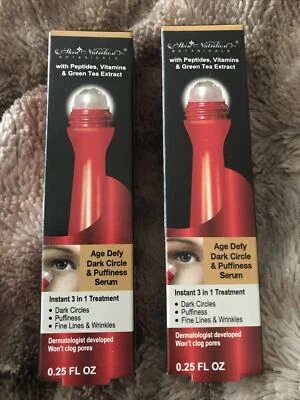 Skin Nutrition
BOTANICALS
with Peptides, Vitamins
& Green Tea Extract
Age Defy
Dark Circle
& Puffiness
Serum
Instant 3 in 1 Treatment
• Dark Circles
• Puffiness
• Fine Lines & Wrinkles
Dermatologist developed
Won't clog pores
0.25 FL OZ
Skin Nutrition
BOTANICALS
with Peptides, Vitamins
& Green Tea Extract
Age Defy
Dark Circle
& Puffiness
Serum
Instant 3 in 1 Treatment
• Dark Circles
• Puffiness
• Fine Lines & Wrinkles
Dermatologist developed
Won't clog pores
0.25 FL OZ